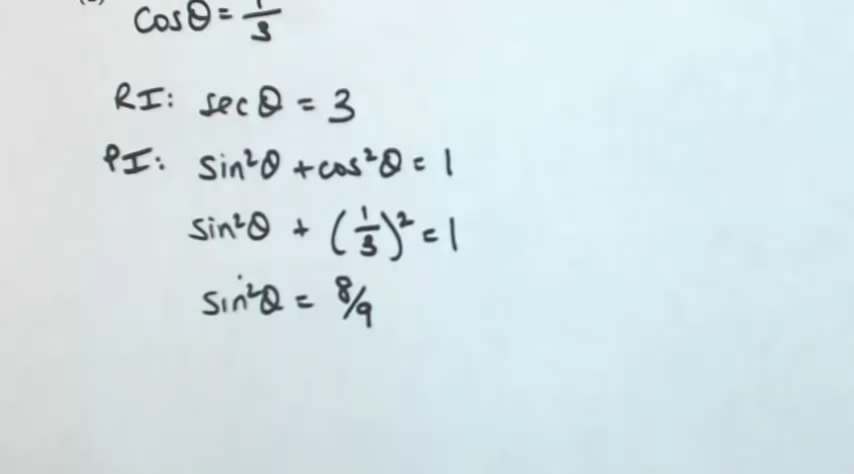 cosθ = 1/3
RI: secθ = 3
PI: sin²θ + cos²θ = 1
sin²θ + (1/3)² = 1
sin²θ = 8/9